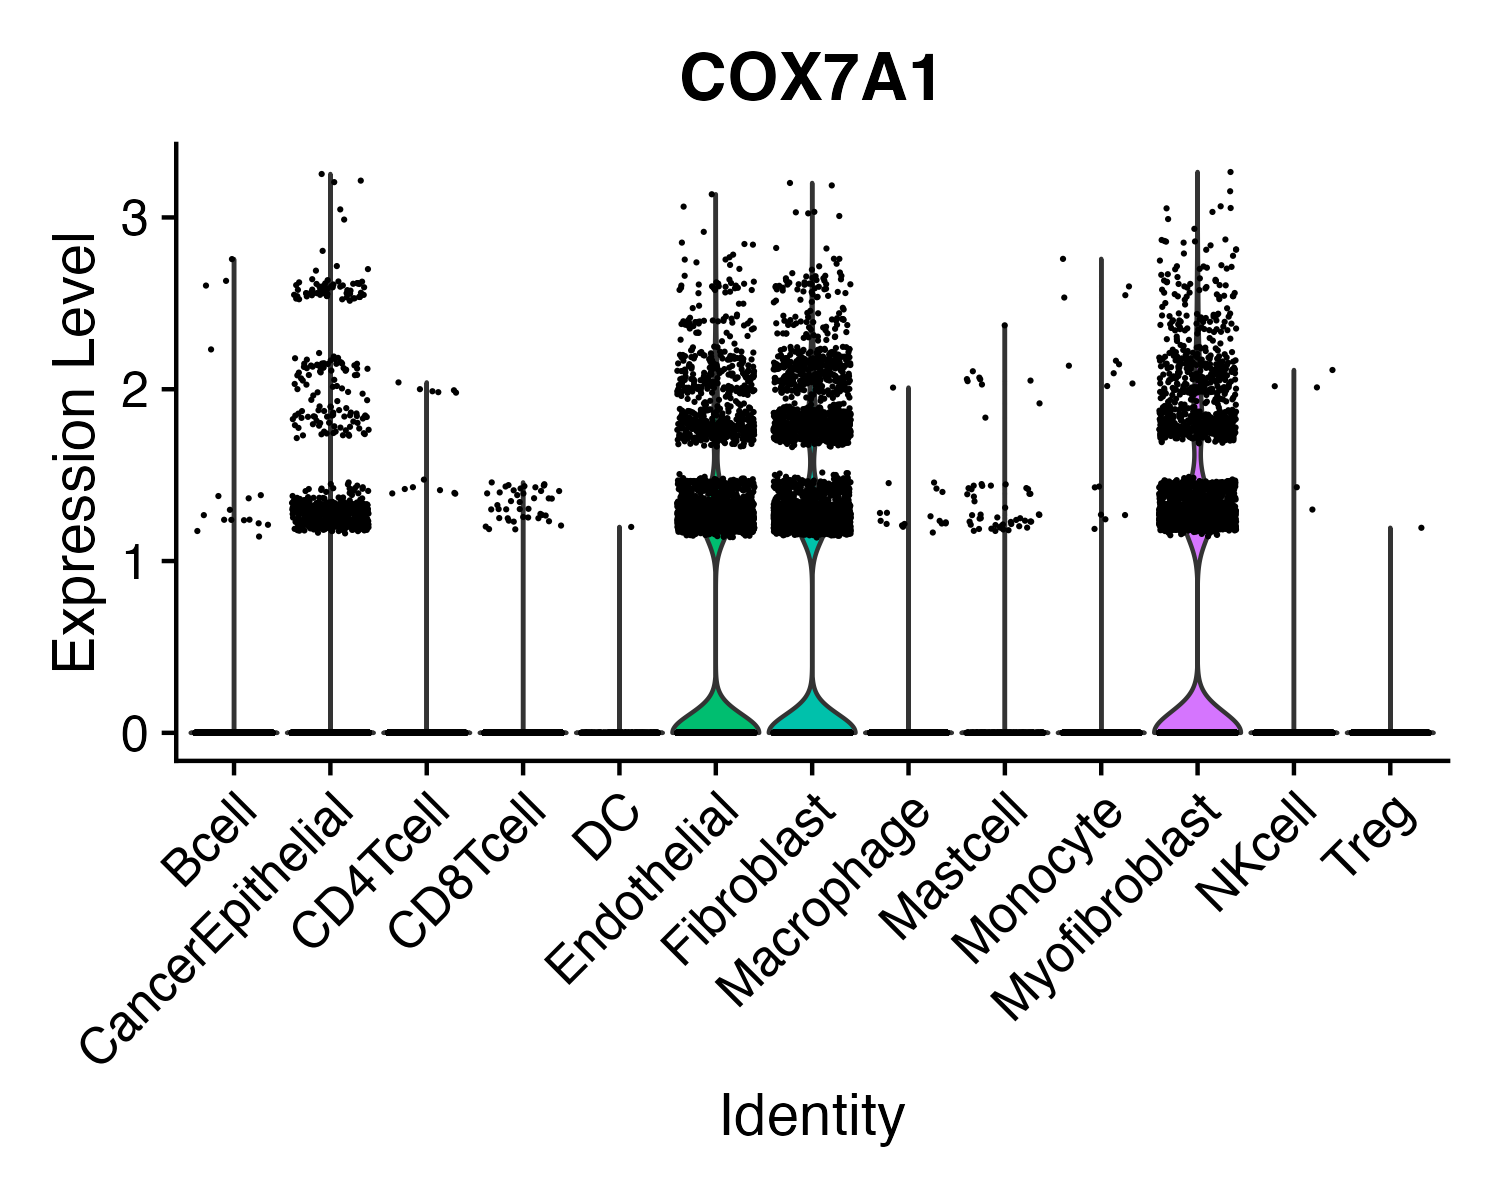 COX7A1
Expression Level
3
2
1
0
Bcell
CancerEpithelial
CD4Tcell
CD8Tcell
DC
Endothelial
Fibroblast
Macrophage
Mastcell
Monocyte
Myofibroblast
NKcell
Treg
Identity